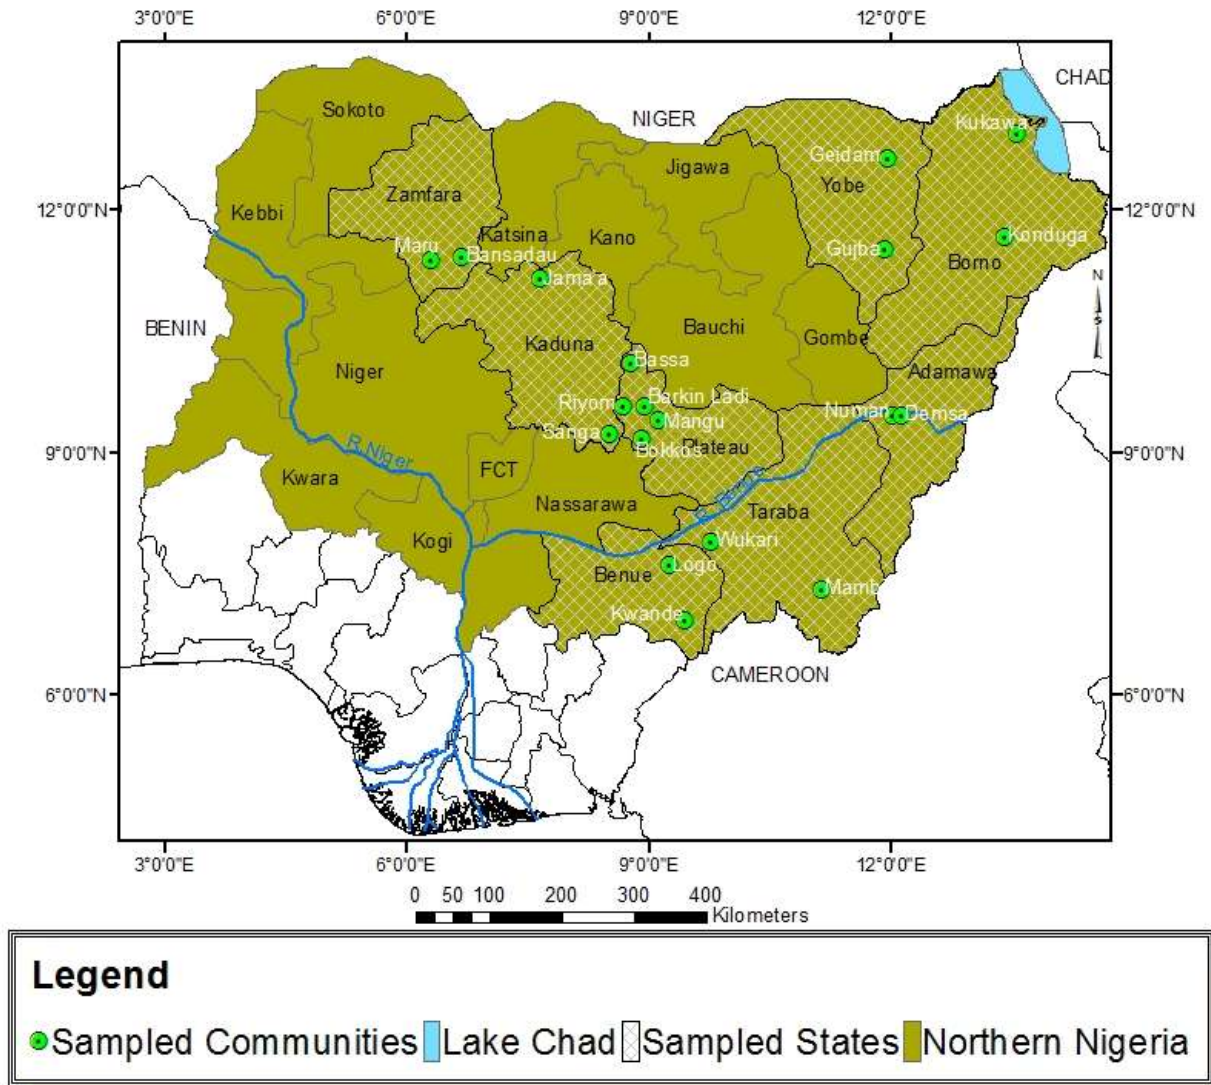 3°0'0"E 6°0'0"E 9°0'0"E 12°0'0"E
CHAD
Sokoto
NIGER
Kukawa
Geidam
Jigawa
Yobe
Zamfara
12°0'0"N 12°0'0"N
Kebbi
Katsina
Kano
Maru
Bansadau
Gujba
Konduga
Borno
Jama'a
N
S
BENIN
Bauchi
Gombe
Kaduna
Niger
Bassa
Adamawa
Riyom
Barkin Ladi
Numan
Demsa
Mangu
Sanga
Bokkos
Plateau
9°0'0"N 9°0'0"N
R.Niger
FCT
Kwara
R. Benue
Nassarawa
Taraba
Kogi
Wukari
Logo
Benue
Mamb
Kwande
CAMEROON
6°0'0"N 6°0'0"N
3°0'0"E 6°0'0"E 9°0'0"E 12°0'0"E
0 50 100 200 300 400
Kilometers
Legend
Sampled Communities Lake Chad Sampled States Northern Nigeria